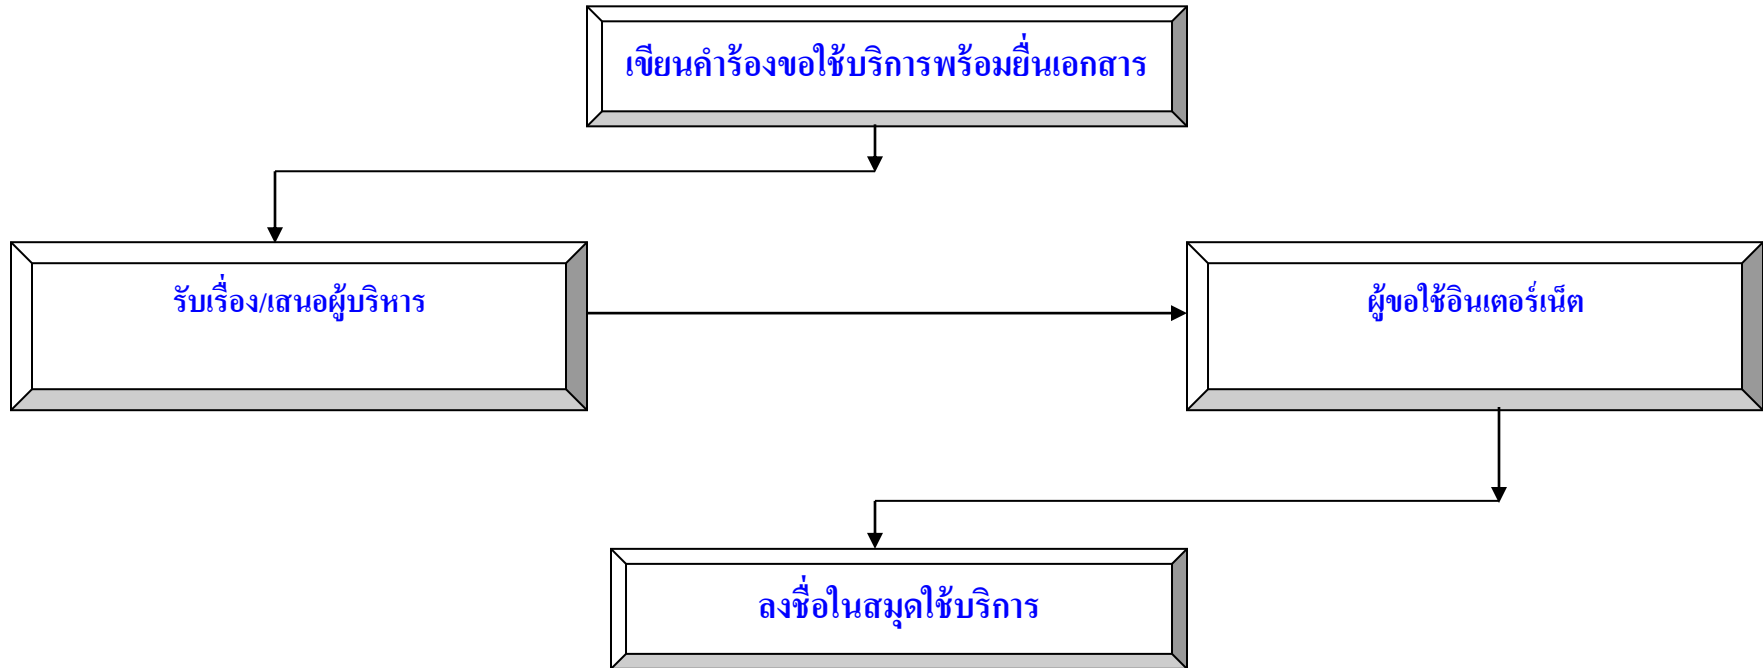 เขียนคำร้องขอใช้บริการพร้อมยื่นเอกสาร
รับเรื่อง/เสนอผู้บริหาร
ผู้ขอใช้อินเตอร์เน็ต
ลงชื่อในสมุดใช้บริการ